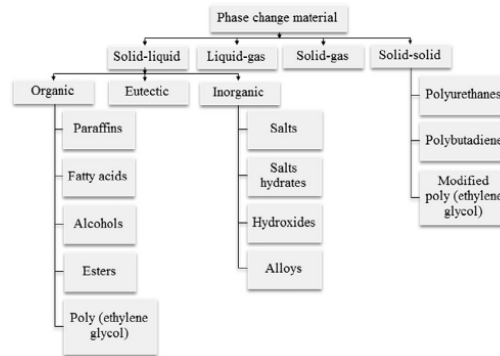 Phase change material
Solid-liquid
Liquid-gas
Solid-gas
Solid-solid
Organic
Eutectic
Inorganic
Polyurethanes
Paraffins
Salts
Polybutadiene
Fatty acids
Salts
hydrates
Modified
poly (ethylene
glycol)
Alcohols
Hydroxides
Esters
Alloys
Poly (ethylene
glycol)